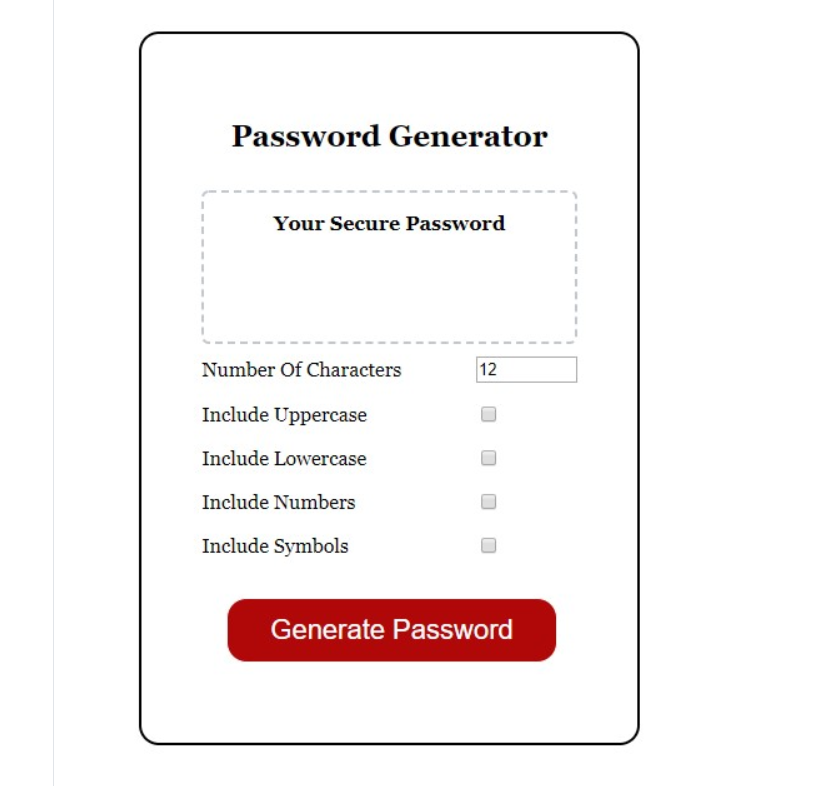 Password Generator
Your Secure Password
Number Of Characters 12
Include Uppercase
Include Lowercase
Include Numbers
Include Symbols
Generate Password